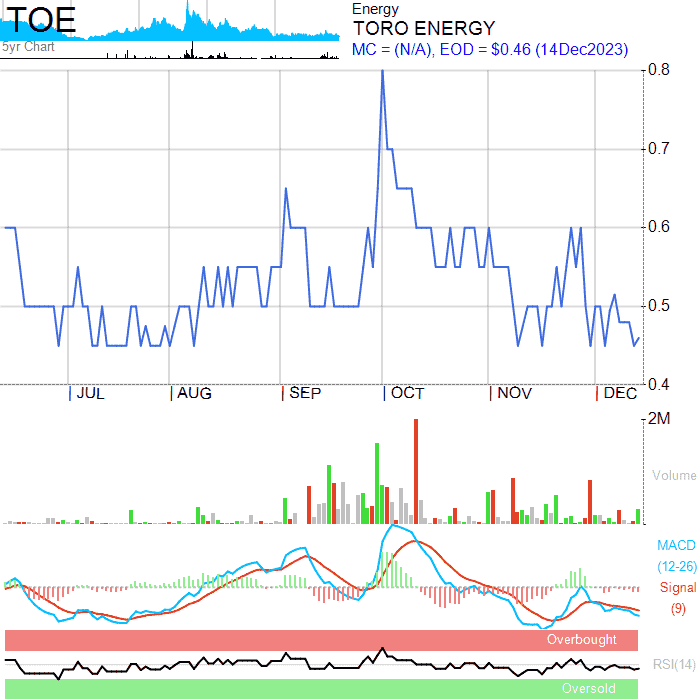 TOE
5yr Chart
Energy
TORO ENERGY
MC = (N/A), EOD = $0.46 (14Dec2023)
0.8
0.7
0.6
0.5
0.4
JUL AUG SEP OCT NOV DEC
2M
Volume
MACD
(12-26)
Signal
(9)
Overbought
RSI(14)
Oversold